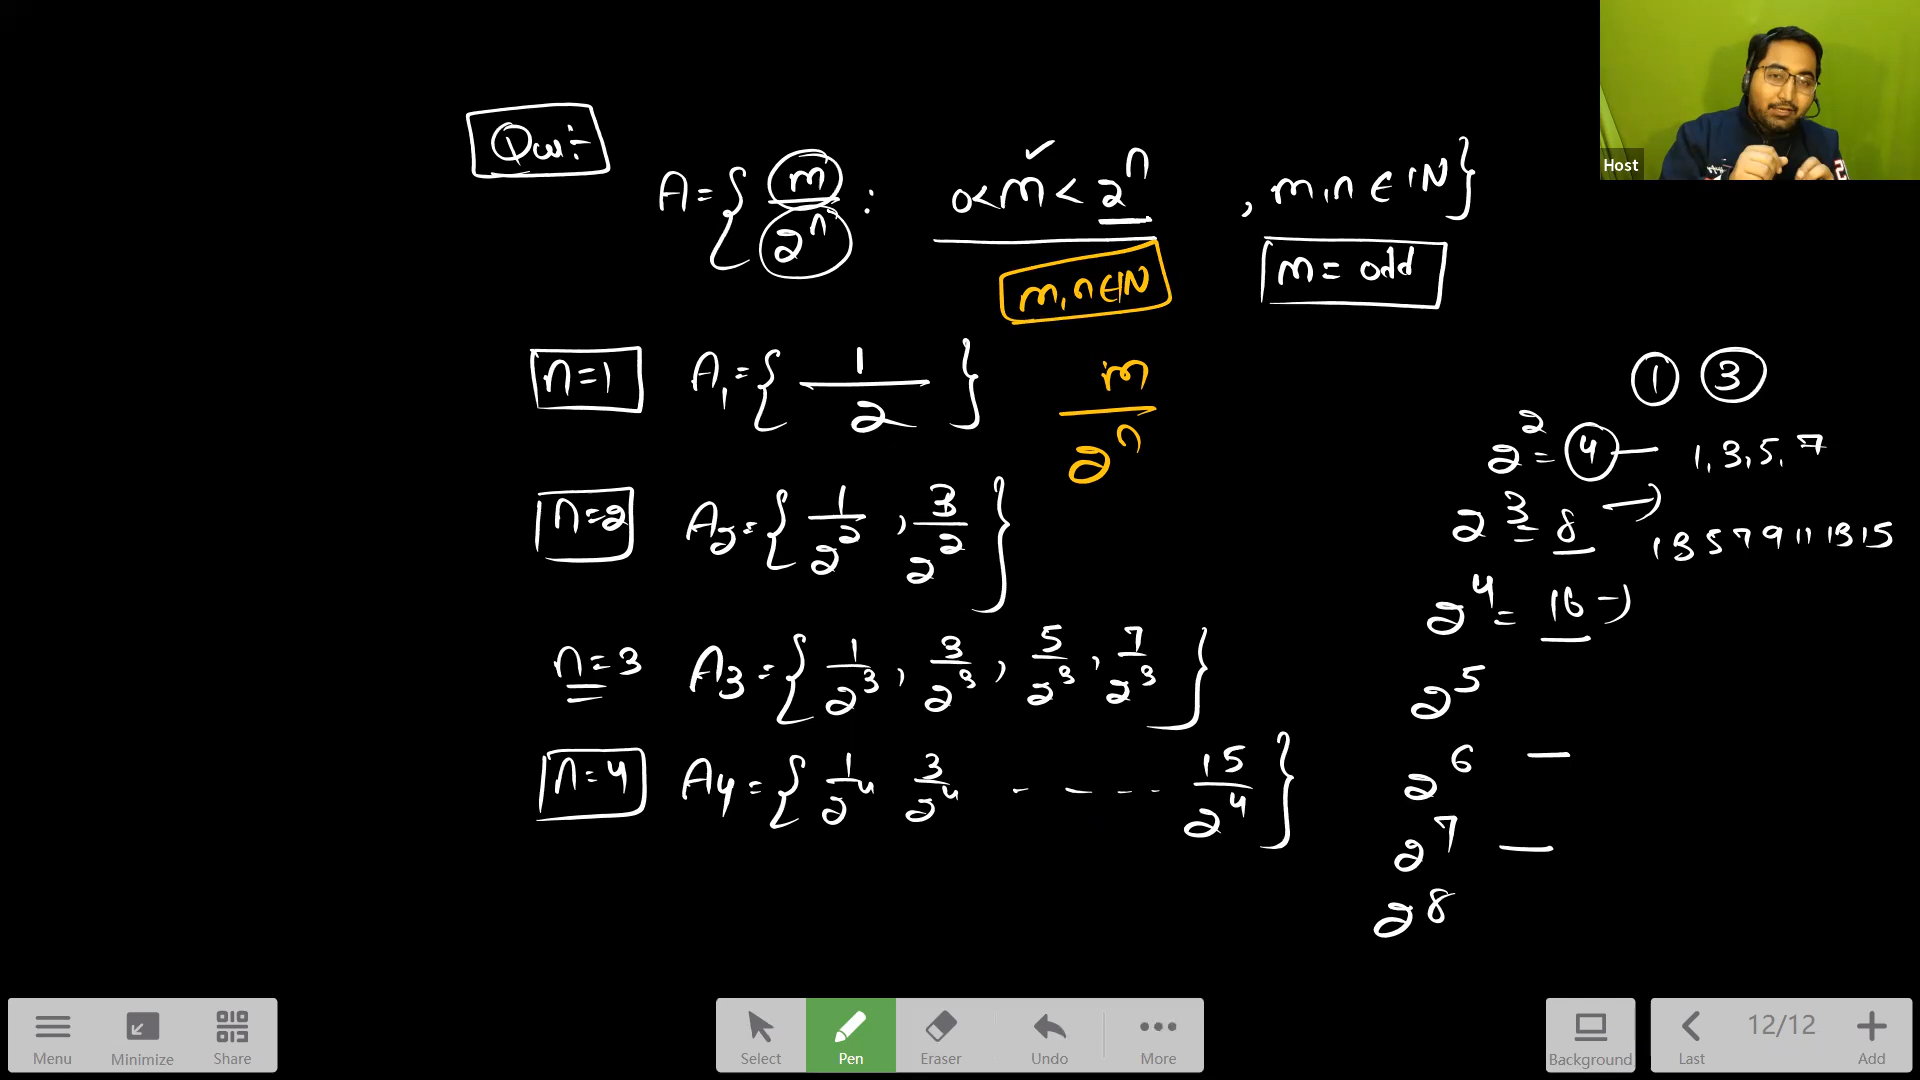 Que:-
A = { m/2^n : 0 < m < 2^n , m, n ∈ IN }
m, n ∈ IN
m = odd
n=1 A1 = { 1/2 }
m/2^n
n=2 A2 = { 1/2^2 , 3/2^2 }
n=3 A3 = { 1/2^3 , 3/2^3 , 5/2^3 , 7/2^3 }
n=4 A4 = { 1/2^4 3/2^4 - - - - - 15/2^4 }
1 3
2^2 = 4 — 1, 3, 5, 7
2^3 = 8 →
1 3 5 7 9 11 13 15
2^4 = 16 →
2^5
2^6 —
2^7 —
2^8
Host
Menu
Minimize
Share
Select
Pen
Eraser
Undo
More
Background
Last
12/12
Add